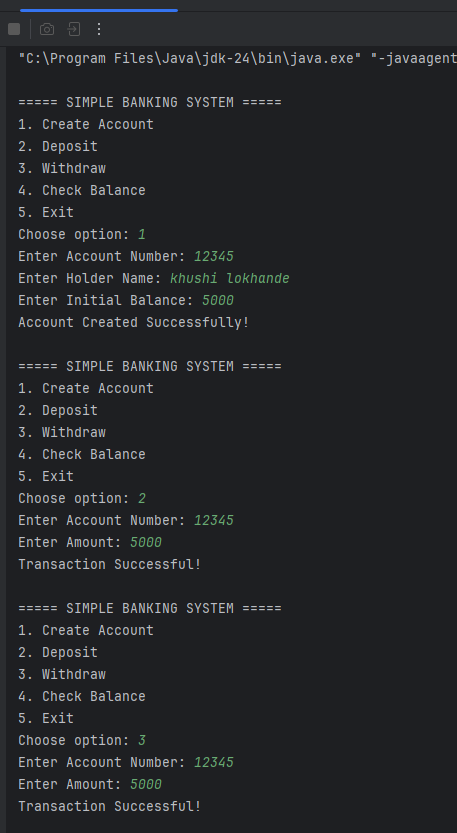 "C:\Program Files\Java\jdk-24\bin\java.exe" "-javaagent
===== SIMPLE BANKING SYSTEM =====
1. Create Account
2. Deposit
3. Withdraw
4. Check Balance
5. Exit
Choose option: 1
Enter Account Number: 12345
Enter Holder Name: khushi lokhande
Enter Initial Balance: 5000
Account Created Successfully!
===== SIMPLE BANKING SYSTEM =====
1. Create Account
2. Deposit
3. Withdraw
4. Check Balance
5. Exit
Choose option: 2
Enter Account Number: 12345
Enter Amount: 5000
Transaction Successful!
===== SIMPLE BANKING SYSTEM =====
1. Create Account
2. Deposit
3. Withdraw
4. Check Balance
5. Exit
Choose option: 3
Enter Account Number: 12345
Enter Amount: 5000
Transaction Successful!